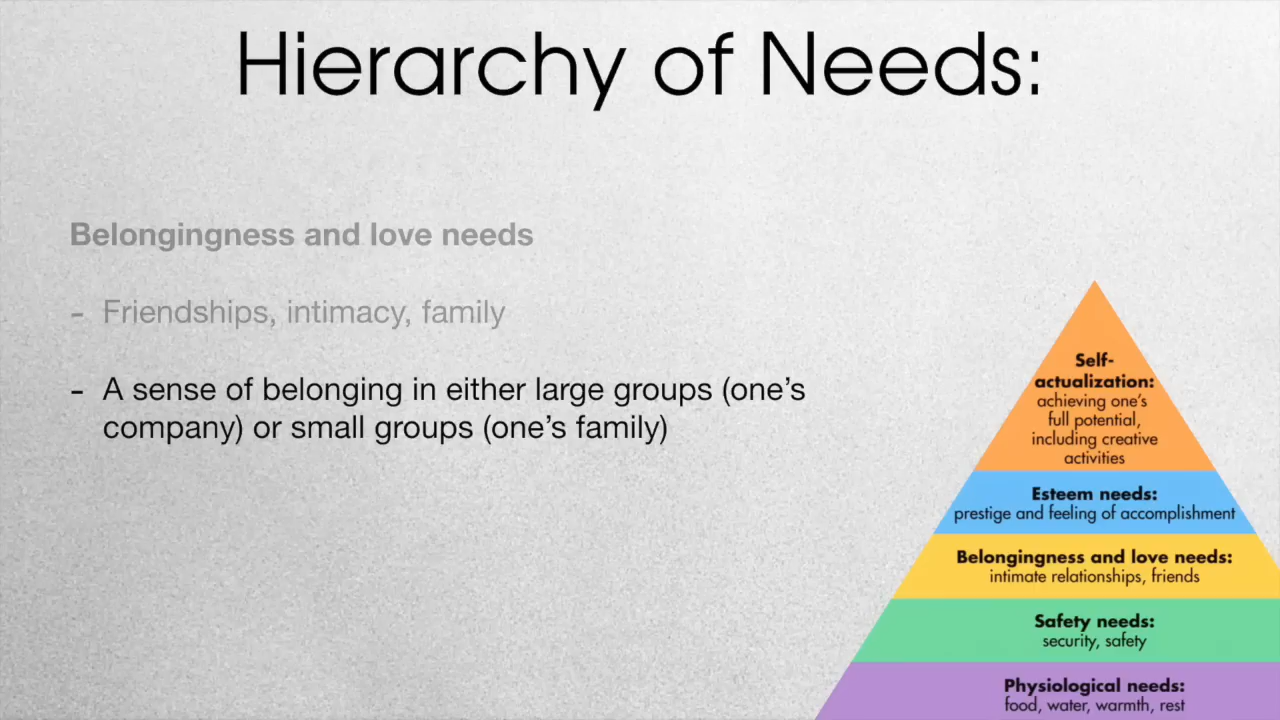 Hierarchy of Needs:
Belongingness and love needs
- Friendships, intimacy, family
- A sense of belonging in either large groups (one’s
company) or small groups (one’s family)
Self-
actualization:
achieving one’s
full potential,
including creative
activities
Esteem needs:
prestige and feeling of accomplishment
Belongingness and love needs:
intimate relationships, friends
Safety needs:
security, safety
Physiological needs:
food, water, warmth, rest